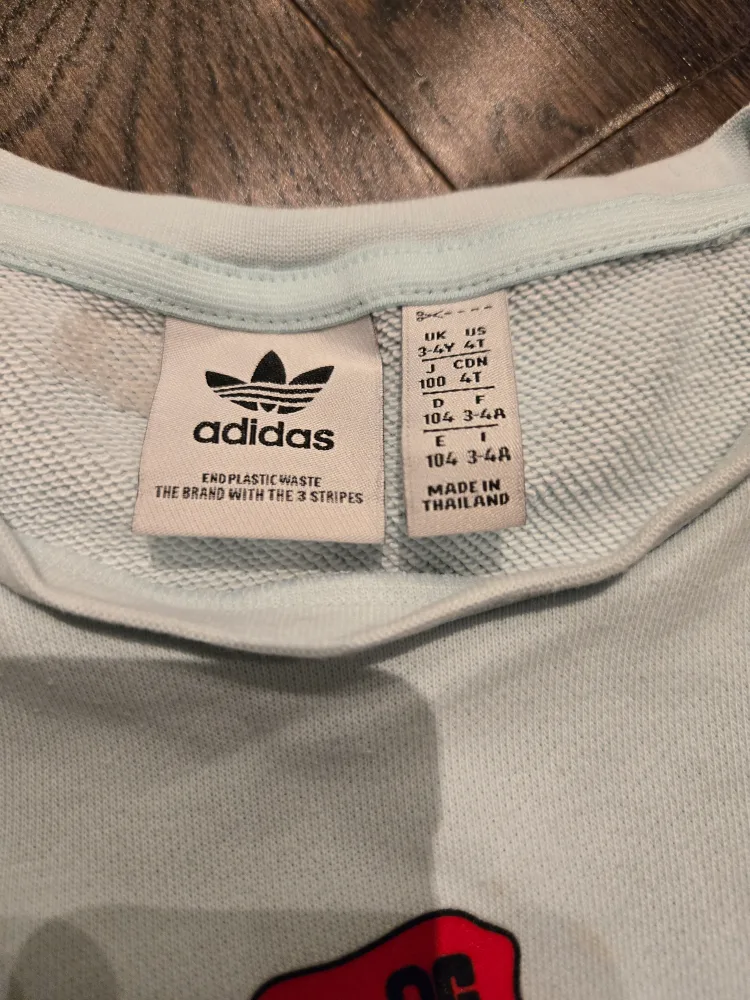 adidas
END PLASTIC WASTE
THE BRAND WITH THE 3 STRIPES
UK US
3-4Y 4T
J CDN
100 4T
D F
104 3-4A
E I
104 3-4A
MADE IN
THAILAND